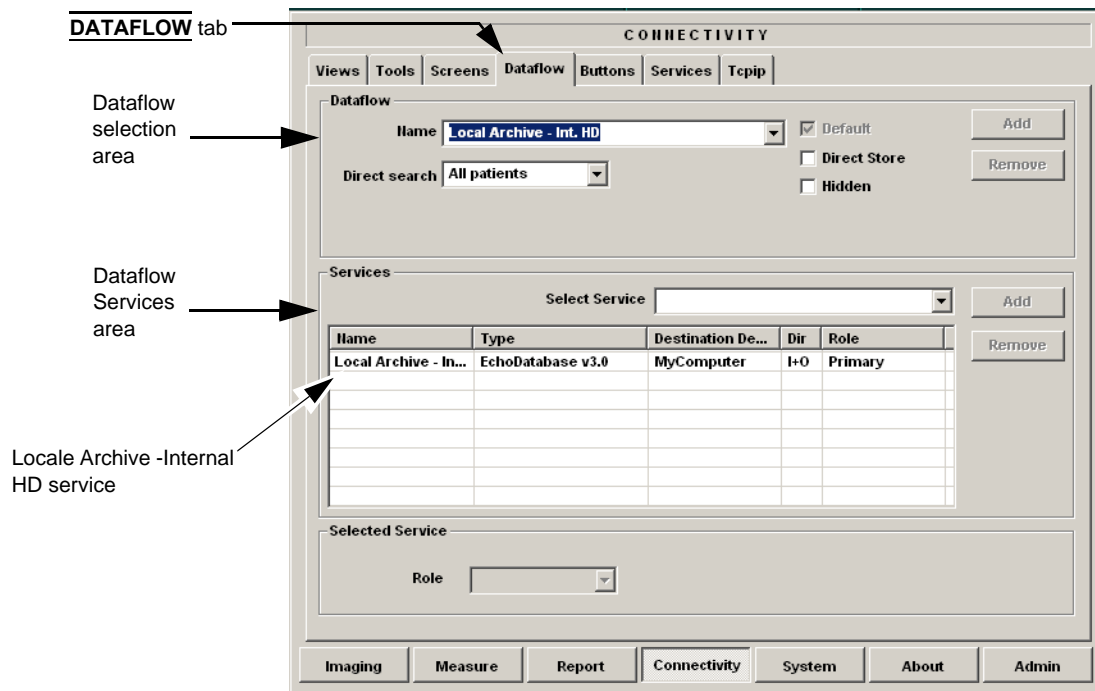 DATAFLOW tab
CONNECTIVITY
Views Tools Screens Dataflow Buttons Services Tcpip
Dataflow
selection
area
Dataflow
Name Local Archive - Int. HD
Default
Add
Direct search All patients
Direct Store
Remove
Hidden
Dataflow
Services
area
Services
Select Service
Add
Name Type Destination De... Dir Role
Remove
Local Archive - In... EchoDatabase v3.0 MyComputer I+O Primary
Locale Archive -Internal
HD service
Selected Service
Role
Imaging Measure Report Connectivity System About Admin